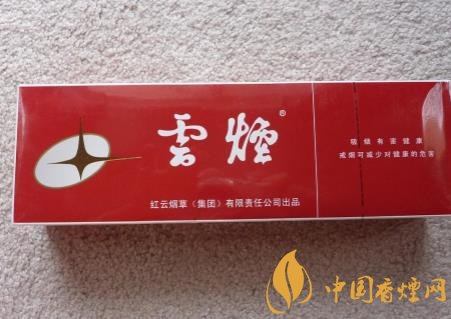 雲煙®
吸烟有害健康
戒烟可减少对健康的危害
红云烟草（集团）有限责任公司出品
中国香烟网